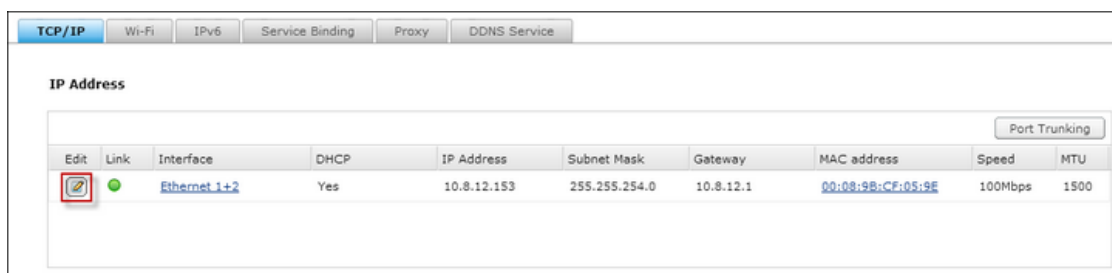 TCP/IP Wi-Fi IPv6 Service Binding Proxy DDNS Service
IP Address
Port Trunking
Edit Link Interface DHCP IP Address Subnet Mask Gateway MAC address Speed MTU
Ethernet 1+2 Yes 10.8.12.153 255.255.254.0 10.8.12.1 00:08:9B:CF:05:9E 100Mbps 1500